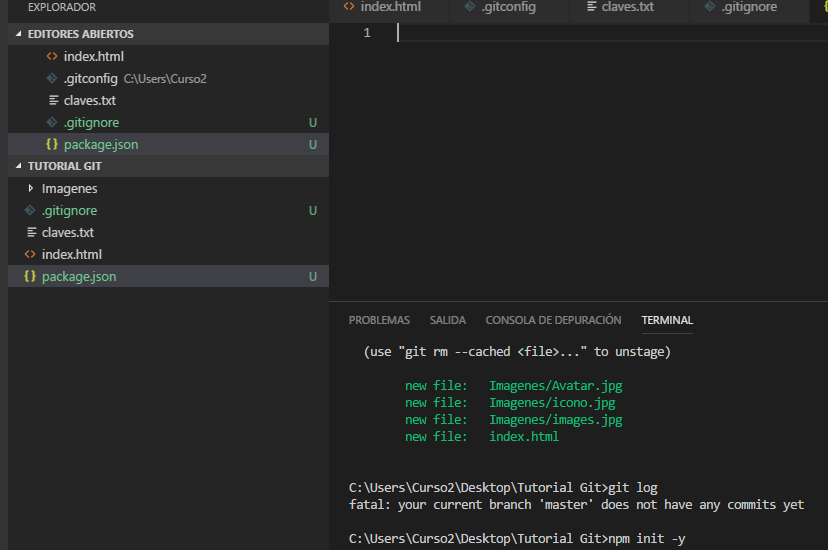 EXPLORADOR
EDITORES ABIERTOS
index.html
.gitconfig C:\Users\Curso2
claves.txt
.gitignore U
package.json U
TUTORIAL GIT
Imagenes
.gitignore U
claves.txt
index.html
package.json U
index.html .gitconfig claves.txt .gitignore
1
PROBLEMAS SALIDA CONSOLA DE DEPURACIÓN TERMINAL
(use "git rm --cached <file>..." to unstage)
new file: Imagenes/Avatar.jpg
new file: Imagenes/icono.jpg
new file: Imagenes/images.jpg
new file: index.html
C:\Users\Curso2\Desktop\Tutorial Git>git log
fatal: your current branch 'master' does not have any commits yet
C:\Users\Curso2\Desktop\Tutorial Git>npm init -y